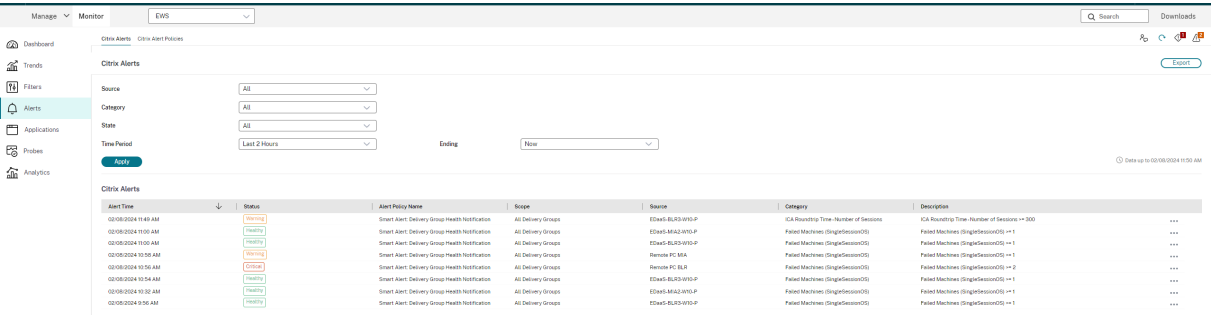 Manage Monitor EWS Search Downloads
Dashboard
Trends
Filters
Alerts
Applications
Probes
Analytics
Citrix Alerts Citrix Alert Policies
1 2
Citrix Alerts Export
Source All
Category All
State All
Time Period Last 2 Hours Ending Now
Apply Data up to 02/08/2024 11:50 AM
Citrix Alerts
Alert Time Status Alert Policy Name Scope Source Category Description
02/08/2024 11:49 AM Warning Smart Alert: Delivery Group Health Notification All Delivery Groups EDaaS-BLR3-W10-P ICA Roundtrip Time-Number of Sessions ICA Roundtrip Time-Number of Sessions >= 300
02/08/2024 11:00 AM Healthy Smart Alert: Delivery Group Health Notification All Delivery Groups EDaaS-MIA2-W10-P Failed Machines (SingleSessionOS) Failed Machines (SingleSessionOS) >= 1
02/08/2024 11:00 AM Healthy Smart Alert: Delivery Group Health Notification All Delivery Groups EDaaS-BLR3-W10-P Failed Machines (SingleSessionOS) Failed Machines (SingleSessionOS) >= 1
02/08/2024 10:56 AM Warning Smart Alert: Delivery Group Health Notification All Delivery Groups Remote PC MIA Failed Machines (SingleSessionOS) Failed Machines (SingleSessionOS) >= 1
02/08/2024 10:56 AM Critical Smart Alert: Delivery Group Health Notification All Delivery Groups Remote PC BLR Failed Machines (SingleSessionOS) Failed Machines (SingleSessionOS) >= 2
02/08/2024 10:54 AM Healthy Smart Alert: Delivery Group Health Notification All Delivery Groups EDaaS-BLR3-W10-P Failed Machines (SingleSessionOS) Failed Machines (SingleSessionOS) >= 1
02/08/2024 10:32 AM Healthy Smart Alert: Delivery Group Health Notification All Delivery Groups EDaaS-MIA2-W10-P Failed Machines (SingleSessionOS) Failed Machines (SingleSessionOS) >= 1
02/08/2024 9:56 AM Healthy Smart Alert: Delivery Group Health Notification All Delivery Groups EDaaS-BLR3-W10-P Failed Machines (SingleSessionOS) Failed Machines (SingleSessionOS) >= 1